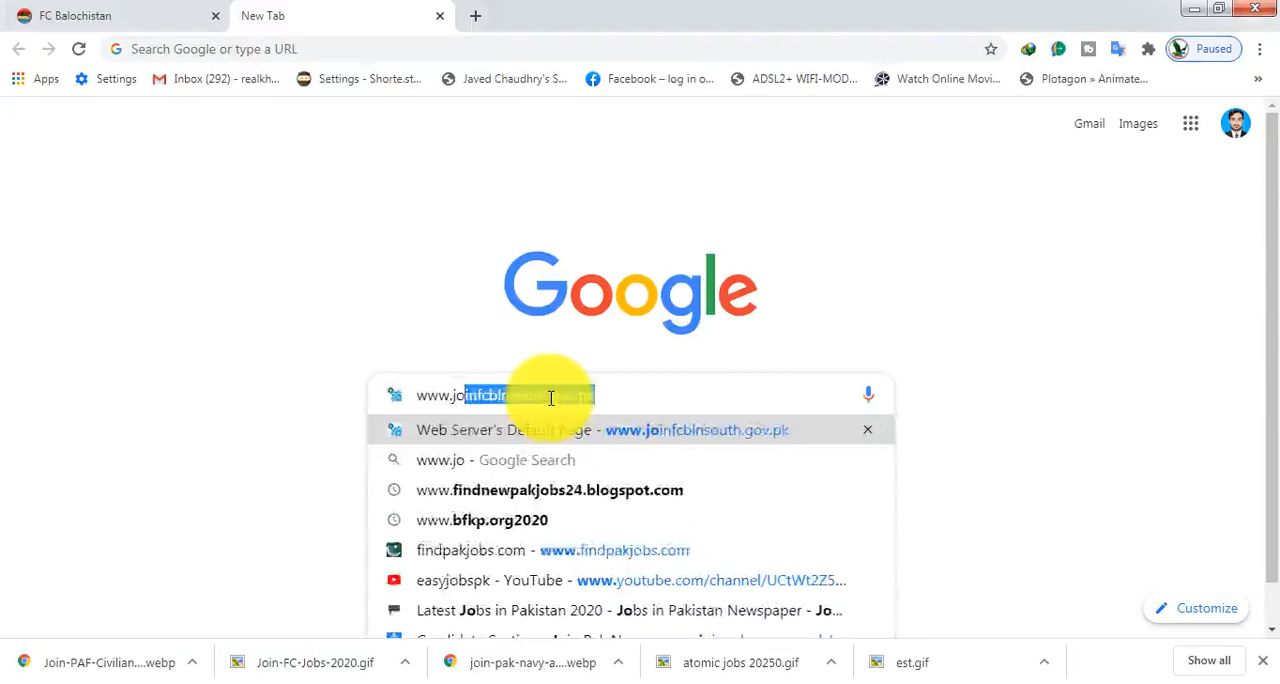 FC Balochistan
New Tab
Search Google or type a URL
Paused
Apps
Settings
Inbox (292) - realkh...
Settings - Shorte.st...
Javed Chaudhry's S...
Facebook – log in o...
ADSL2+ WIFI-MOD...
Watch Online Movi...
Plotagon » Animate...
Gmail
Images
Google
www.joinfcbln
Web Server's Default Page - www.joinfcblnsouth.gov.pk
www.jo - Google Search
www.findnewpakjobs24.blogspot.com
www.bfkp.org2020
findpakjobs.com - www.findpakjobs.com
easyjobspk - YouTube - www.youtube.com/channel/UCtWt2Z5...
Latest Jobs in Pakistan 2020 - Jobs in Pakistan Newspaper - Jo...
Customize
Join-PAF-Civilian....webp
Join-FC-Jobs-2020.gif
join-pak-navy-a....webp
atomic jobs 20250.gif
est.gif
Show all